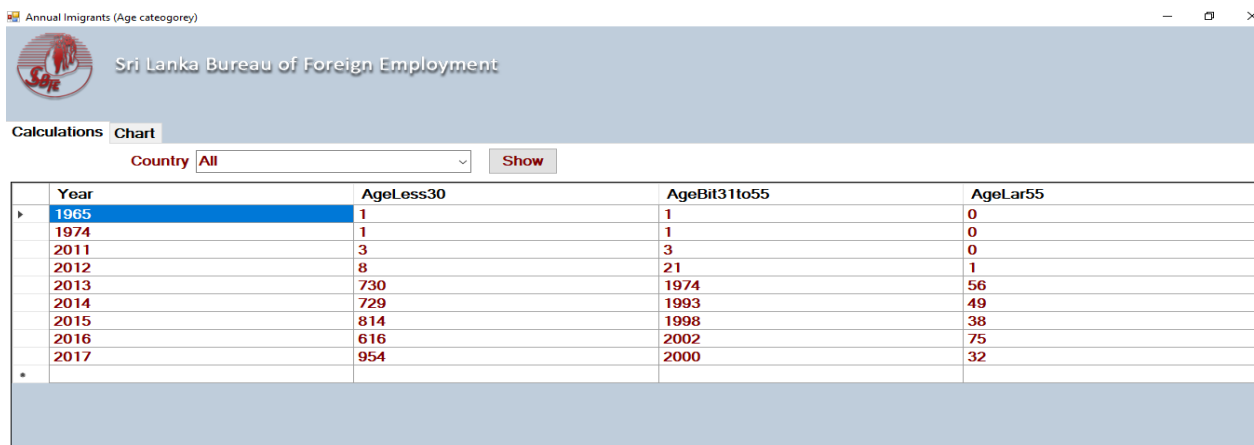 Annual Imigrants (Age cateogorey)
SBFE
Sri Lanka Bureau of Foreign Employment
Calculations Chart
Country All Show
Year AgeLess30 AgeBit31to55 AgeLar55
1965 1 1 0
1974 1 1 0
2011 3 3 0
2012 8 21 1
2013 730 1974 56
2014 729 1993 49
2015 814 1998 38
2016 616 2002 75
2017 954 2000 32